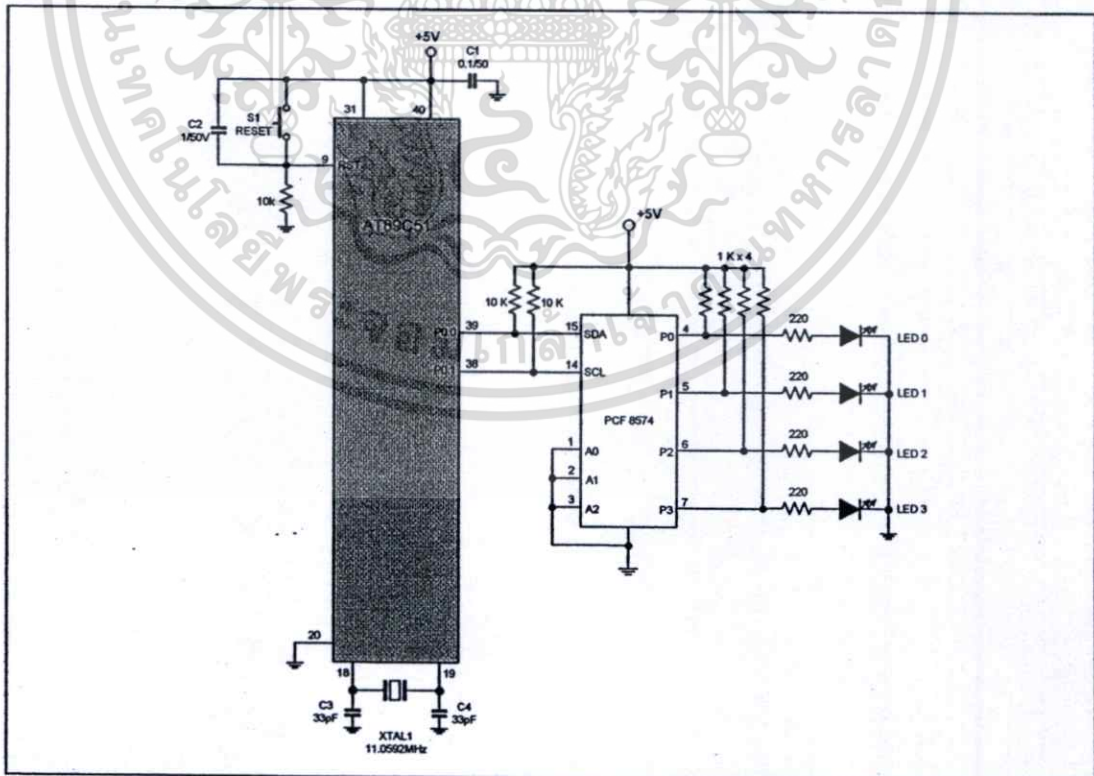 +5V
C1
0.1/50
31
40
C2
1/50V
S1
RESET
9
RST
10k
AT89C51
+5V
1 K x 4
10 K
10 K
P0.0
39
15
SDA
P0
4
220
LED 0
P0.1
38
14
SCL
P1
5
220
LED 1
PCF 8574
1
A0
P2
6
220
LED 2
2
A1
3
A2
P3
7
220
LED 3
20
18
19
C3
33pF
C4
33pF
XTAL1
11.0592MHz